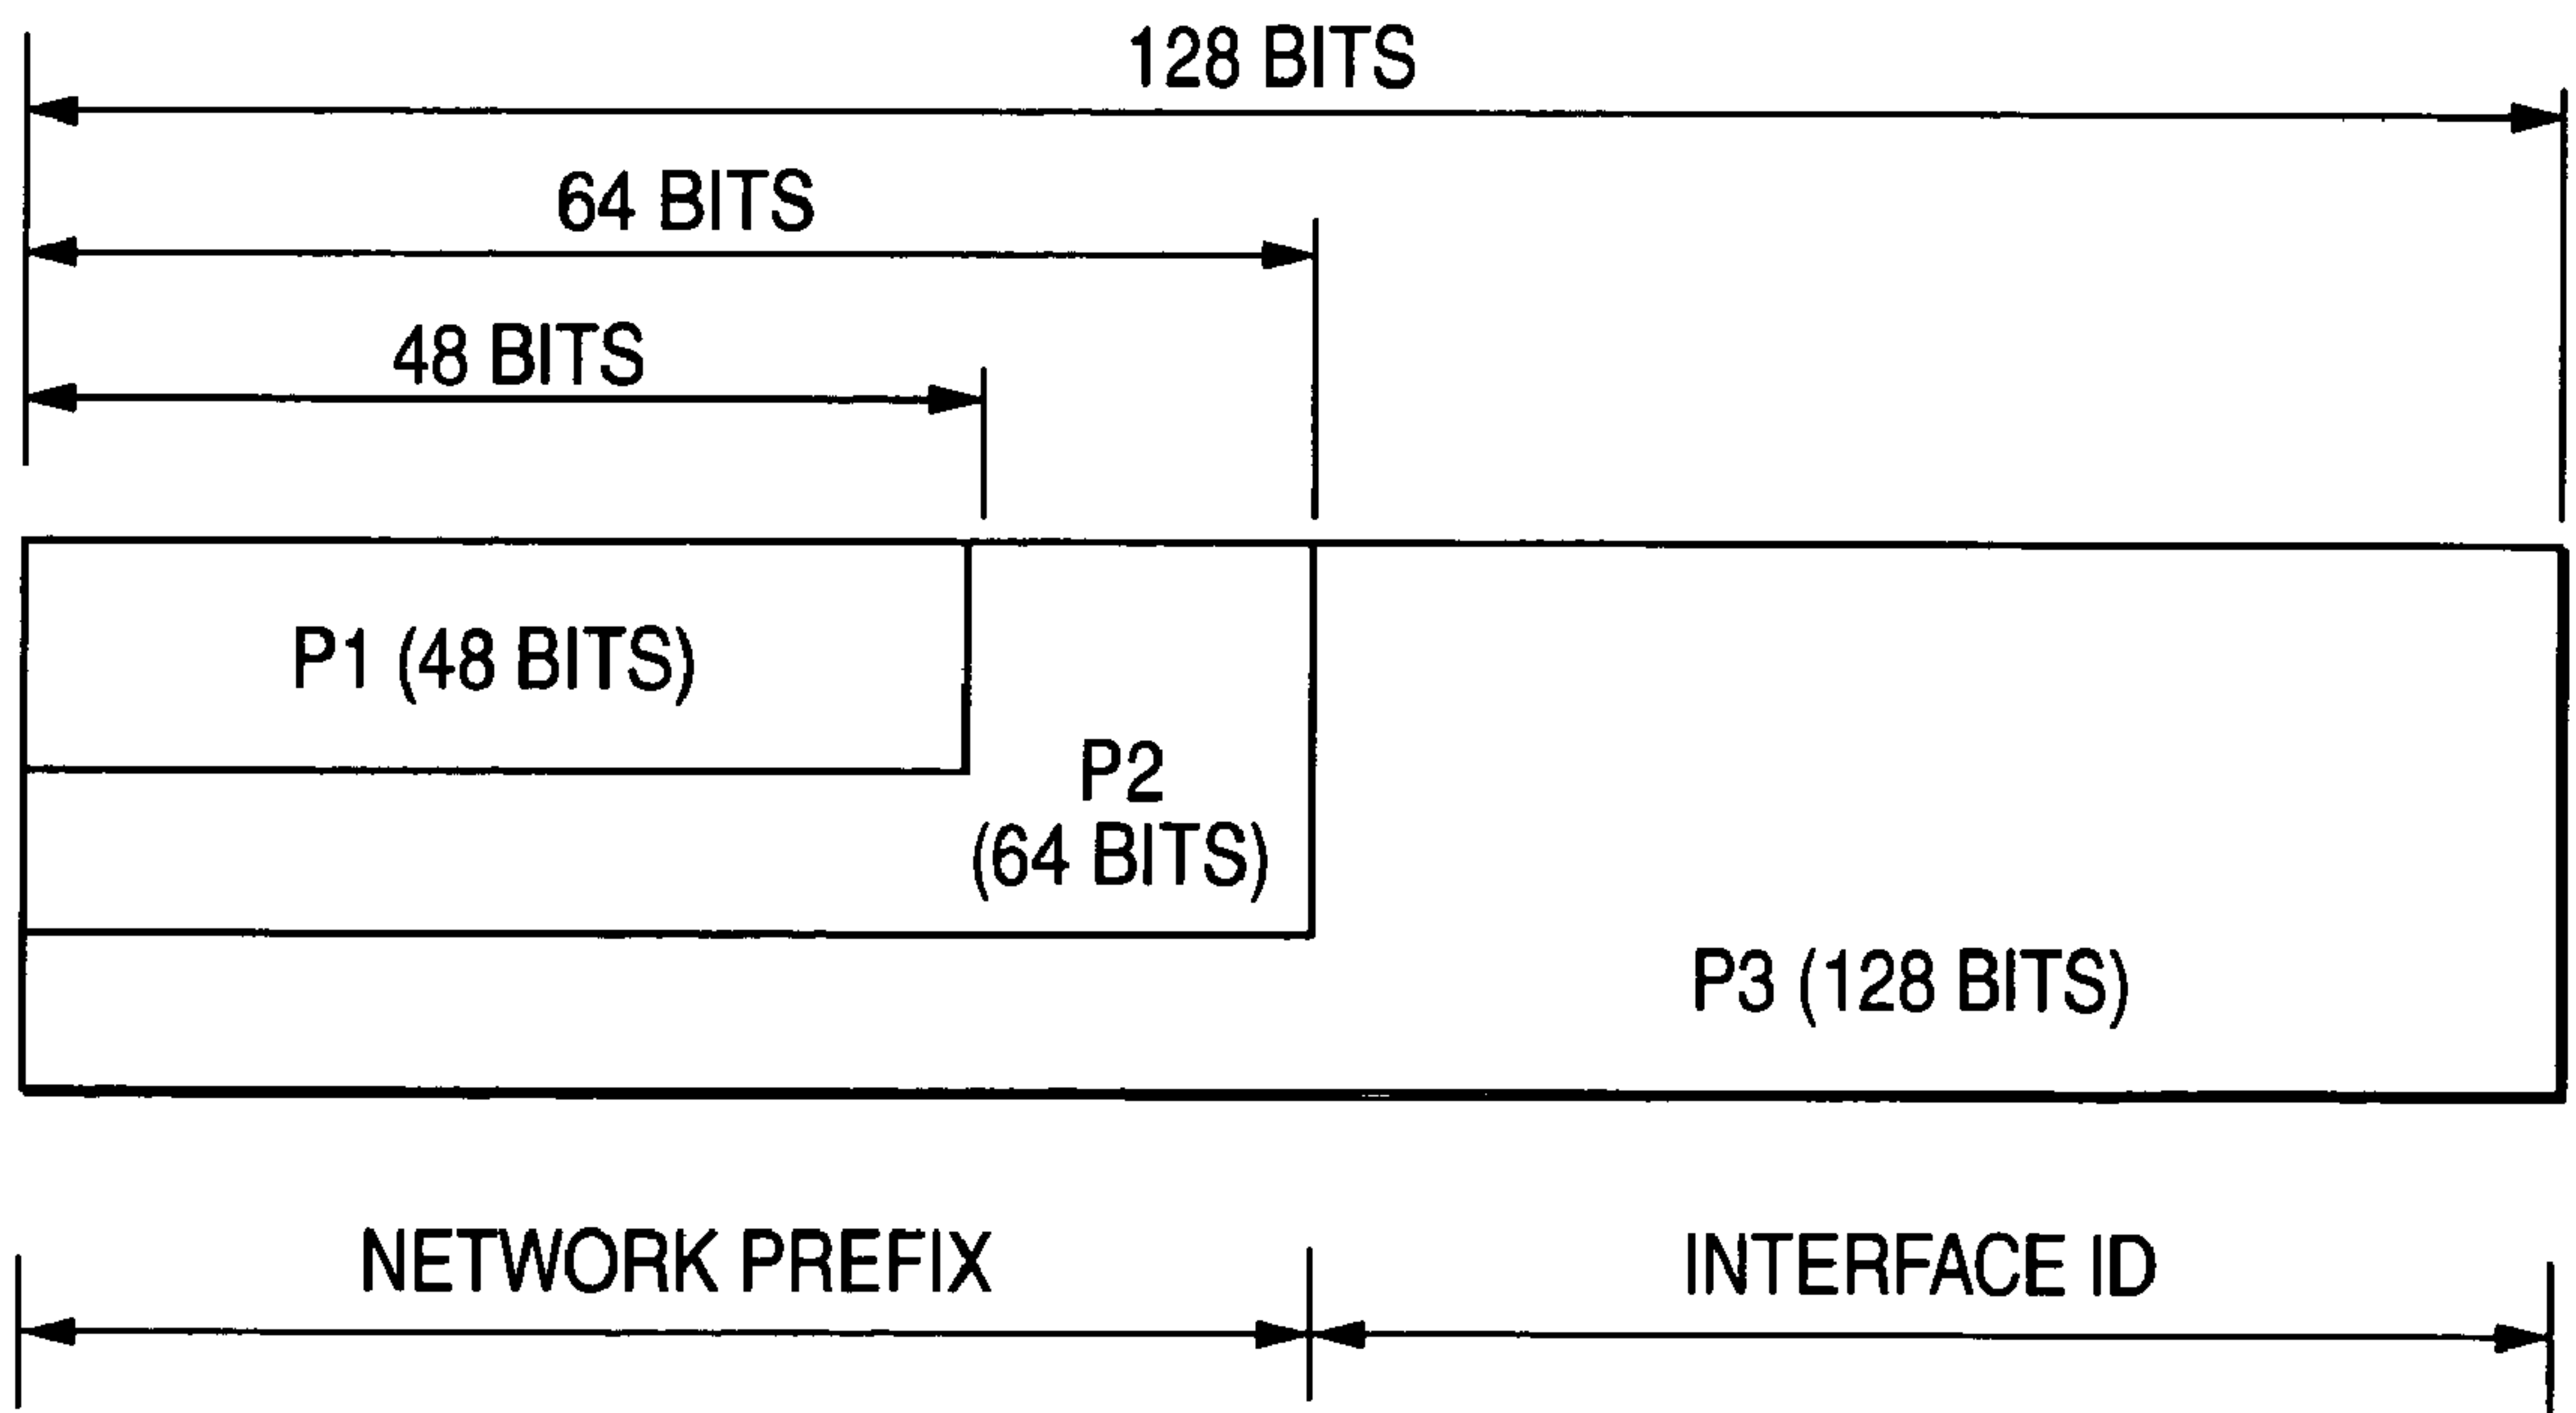 128 BITS
64 BITS
48 BITS
P1 (48 BITS)
P2
(64 BITS)
P3 (128 BITS)
NETWORK PREFIX
INTERFACE ID